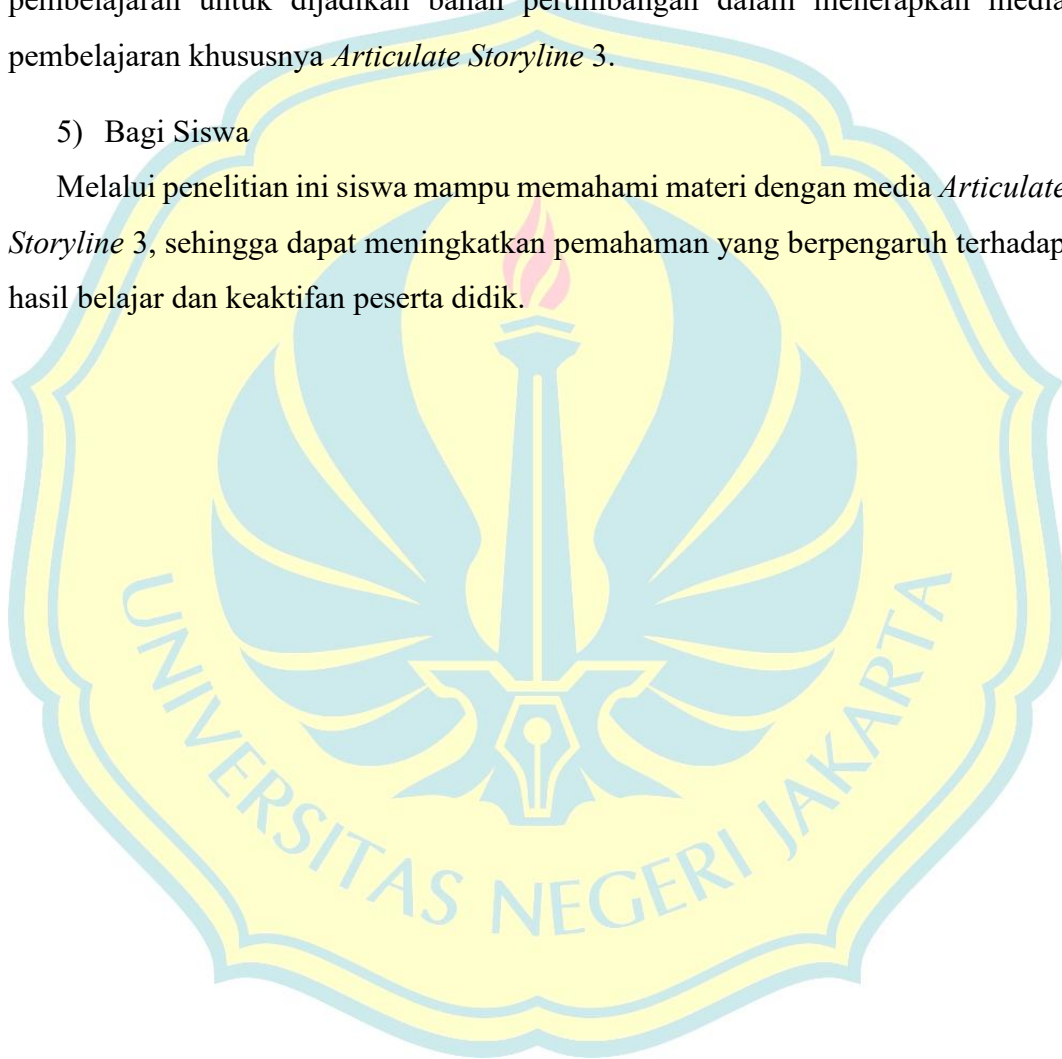 pembelajaran untuk dijadikan bahan pertimbangan dalam menerapkan media
pembelajaran khususnya Articulate Storyline 3.
5) Bagi Siswa
Melalui penelitian ini siswa mampu memahami materi dengan media Articulate
Storyline 3, sehingga dapat meningkatkan pemahaman yang berpengaruh terhadap
hasil belajar dan keaktifan peserta didik.
UNIVERSITAS NEGERI JAKARTA